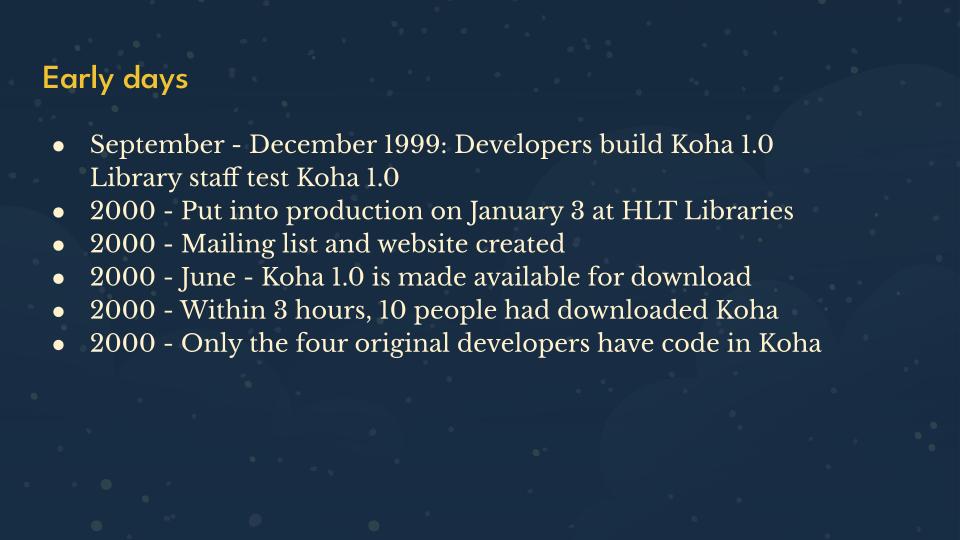 Early days
● September - December 1999: Developers build Koha 1.0
Library staff test Koha 1.0
● 2000 - Put into production on January 3 at HLT Libraries
● 2000 - Mailing list and website created
● 2000 - June - Koha 1.0 is made available for download
● 2000 - Within 3 hours, 10 people had downloaded Koha
● 2000 - Only the four original developers have code in Koha